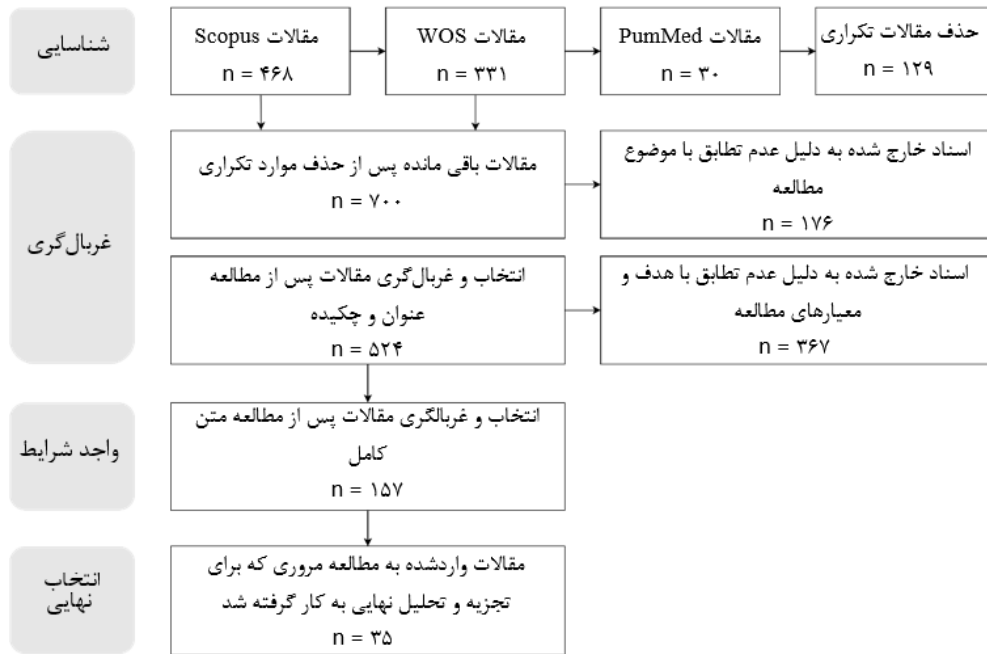 شناسایی
مقالات Scopus
n = ۴۶۸
مقالات WOS
n = ۳۳۱
مقالات PumMed
n = ۳۰
حذف مقالات تکراری
n = ۱۲۹
غربال‌گری
مقالات باقی مانده پس از حذف موارد تکراری
n = ۷۰۰
اسناد خارج شده به دلیل عدم تطابق با موضوع
مطالعه
n = ۱۷۶
انتخاب و غربال‌گری مقالات پس از مطالعه
عنوان و چکیده
n = ۵۲۴
اسناد خارج شده به دلیل عدم تطابق با هدف و
معیارهای مطالعه
n = ۳۶۷
واجد شرایط
انتخاب و غربالگری مقالات پس از مطالعه متن
کامل
n = ۱۵۷
انتخاب
نهایی
مقالات واردشده به مطالعه مروری که برای
تجزیه و تحلیل نهایی به کار گرفته شد
n = ۳۵